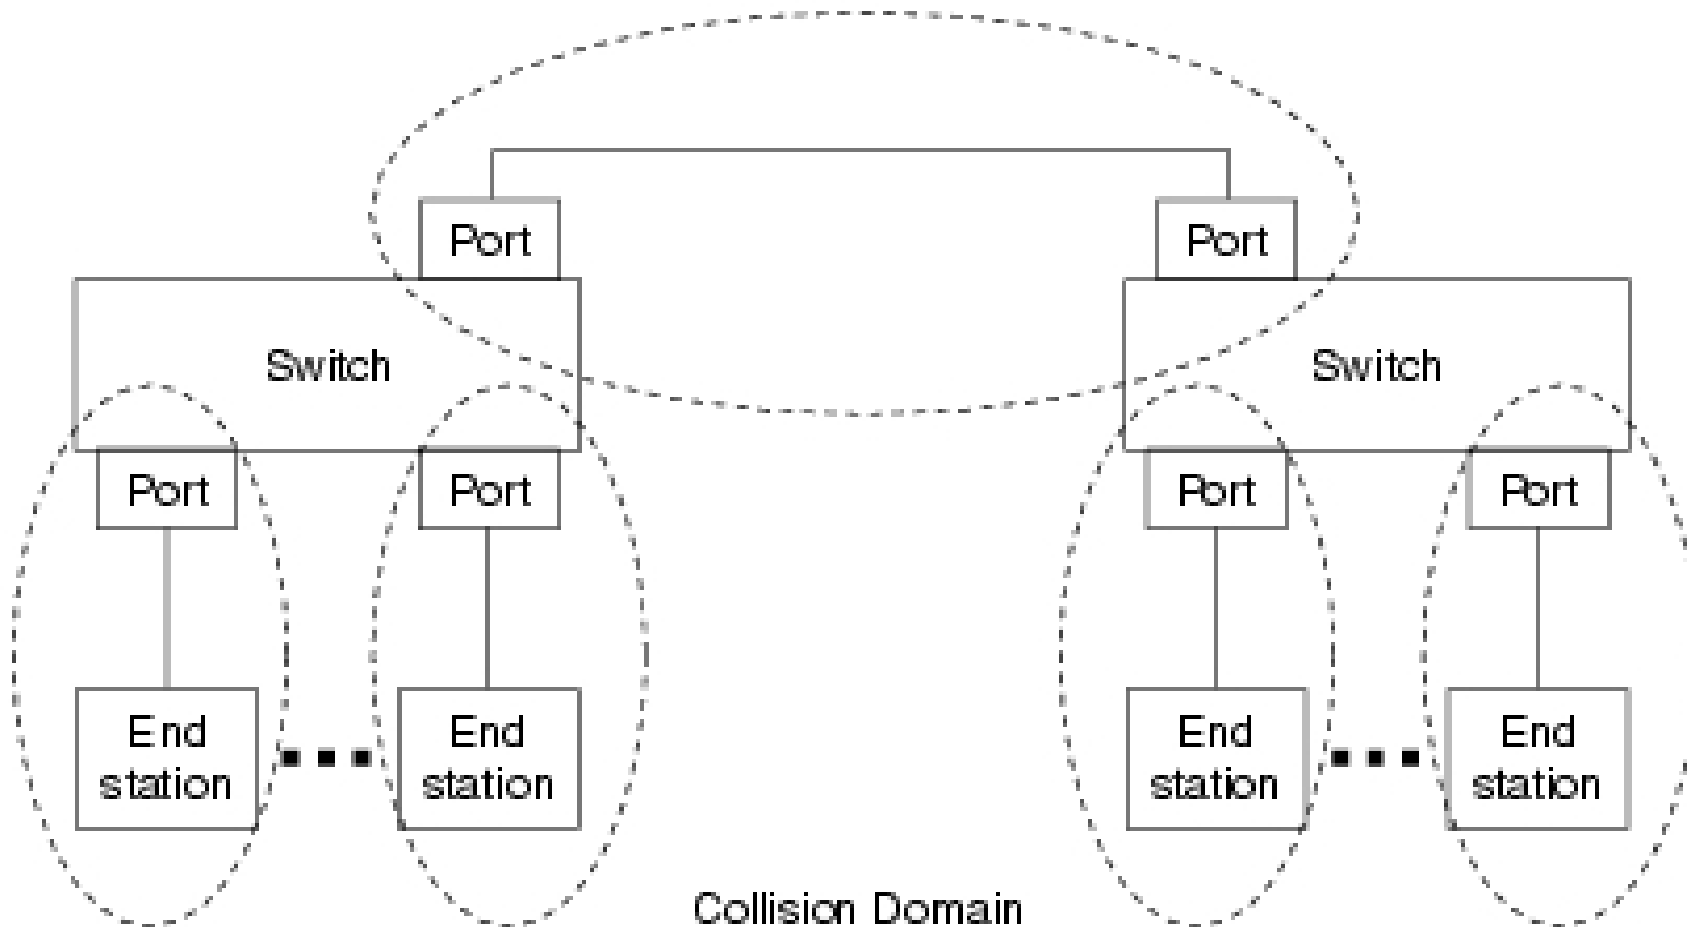 Port
Port
Switch
Switch
Port
Port
Port
Port
End
station
End
station
End
station
End
station
Collision Domain